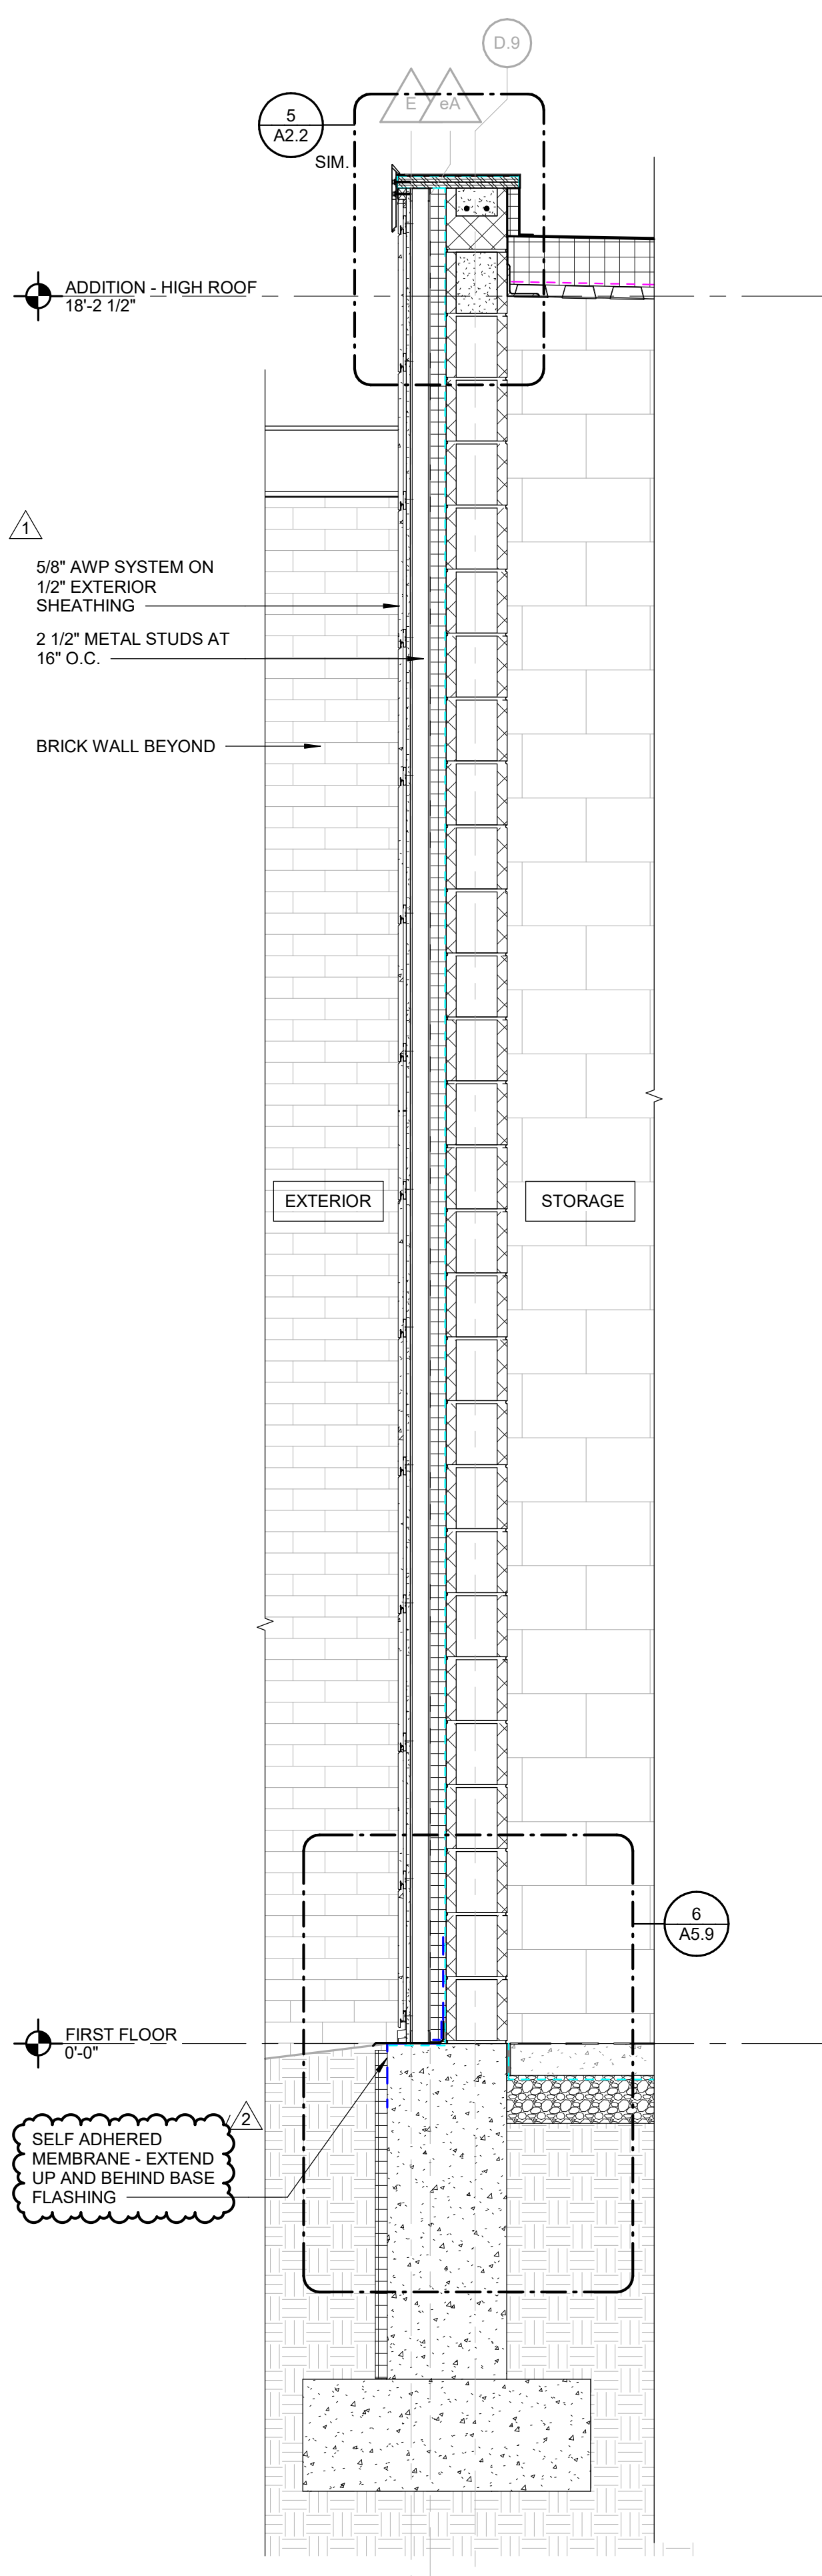 D.9
E
eA
5
A2.2
SIM.
ADDITION - HIGH ROOF
18'-2 1/2"
1
5/8" AWP SYSTEM ON
1/2" EXTERIOR
SHEATHING
2 1/2" METAL STUDS AT
16" O.C.
BRICK WALL BEYOND
EXTERIOR
STORAGE
6
A5.9
FIRST FLOOR
0'-0"
2
SELF ADHERED
MEMBRANE - EXTEND
UP AND BEHIND BASE
FLASHING